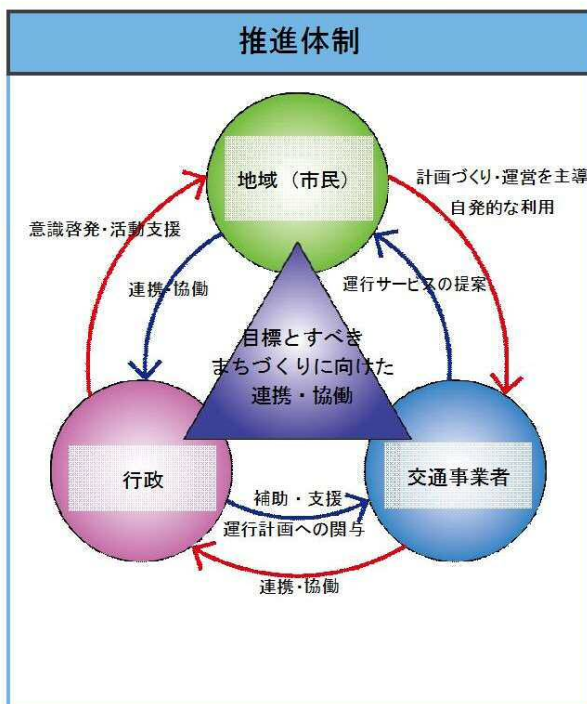 推進体制
地域（市民）
計画づくり・運営を主導
自発的な利用
意識啓発・活動支援
連携・協働
運行サービスの提案
目標とすべき
まちづくりに向けた
連携・協働
行政
交通事業者
補助・支援
運行計画への関与
連携・協働